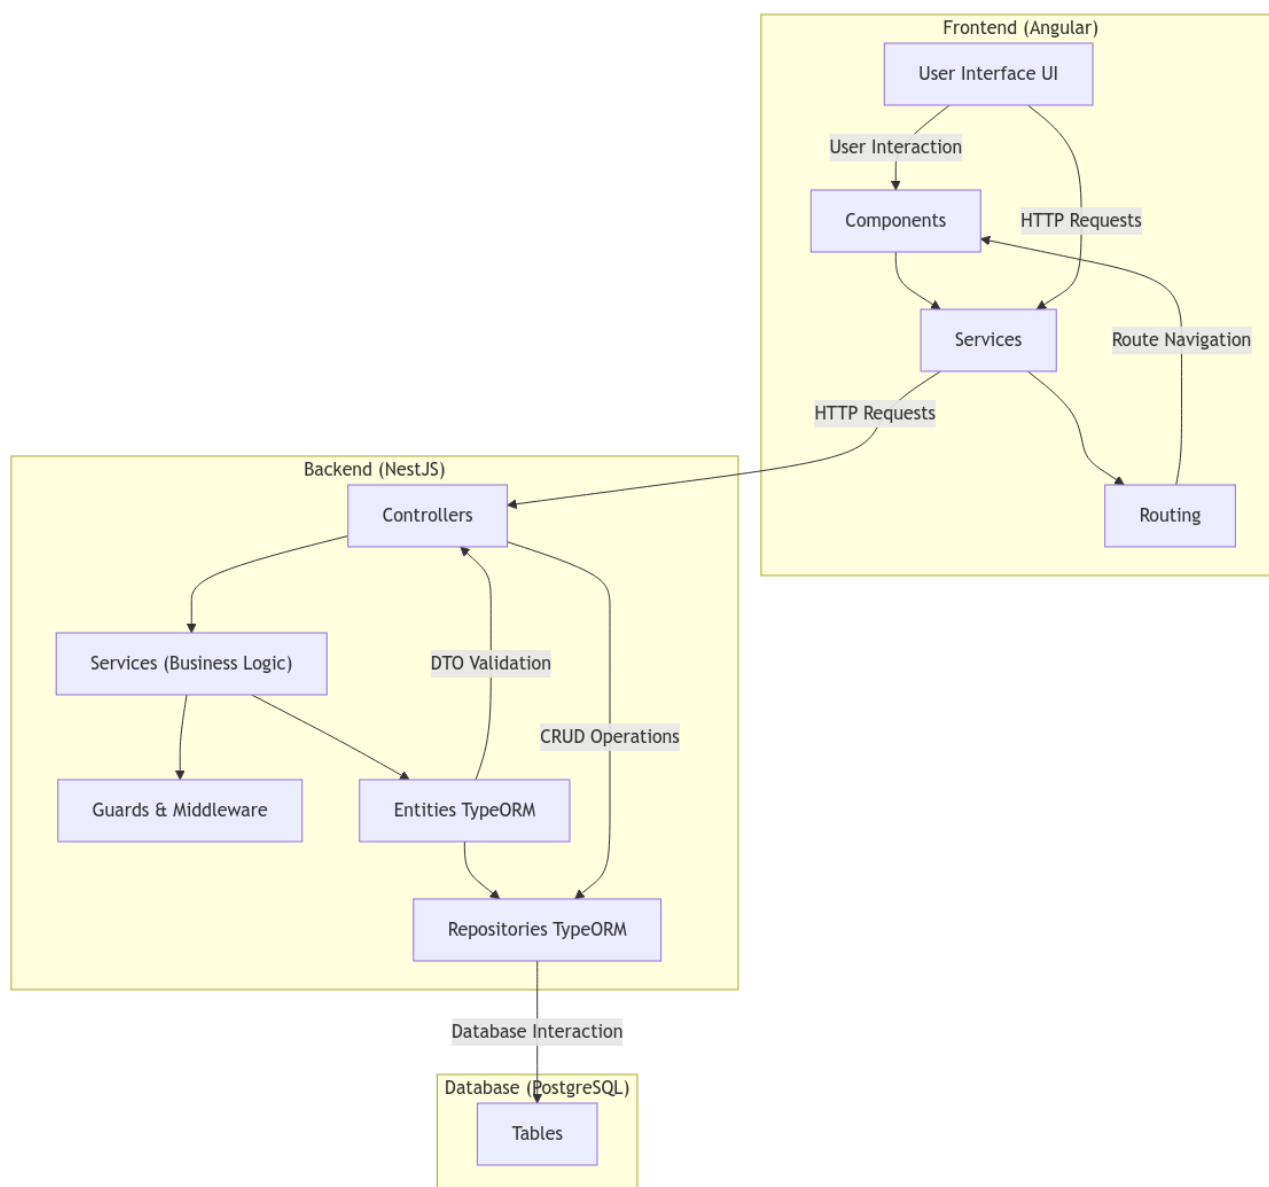 Frontend (Angular)
User Interface UI
User Interaction
Components
HTTP Requests
Services
Route Navigation
HTTP Requests
Routing
Backend (NestJS)
Controllers
Services (Business Logic)
DTO Validation
CRUD Operations
Guards & Middleware
Entities TypeORM
Repositories TypeORM
Database Interaction
Database (PostgreSQL)
Tables